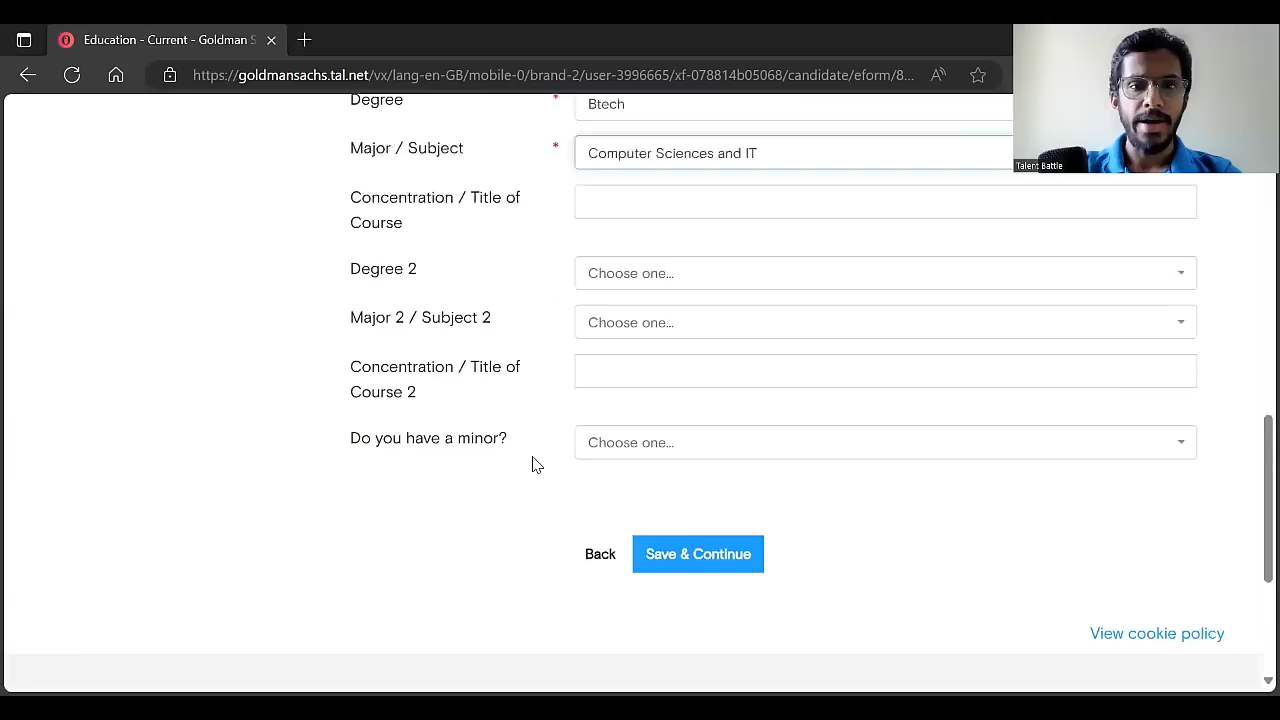 Education - Current - Goldman S
https://goldmansachs.tal.net/vx/lang-en-GB/mobile-0/brand-2/user-3996665/xf-078814b05068/candidate/eform/8...
Degree * Btech
Major / Subject * Computer Sciences and IT
Talent Battle
Concentration / Title of
Course
Degree 2 Choose one...
Major 2 / Subject 2 Choose one...
Concentration / Title of
Course 2
Do you have a minor? Choose one...
Back Save & Continue
View cookie policy